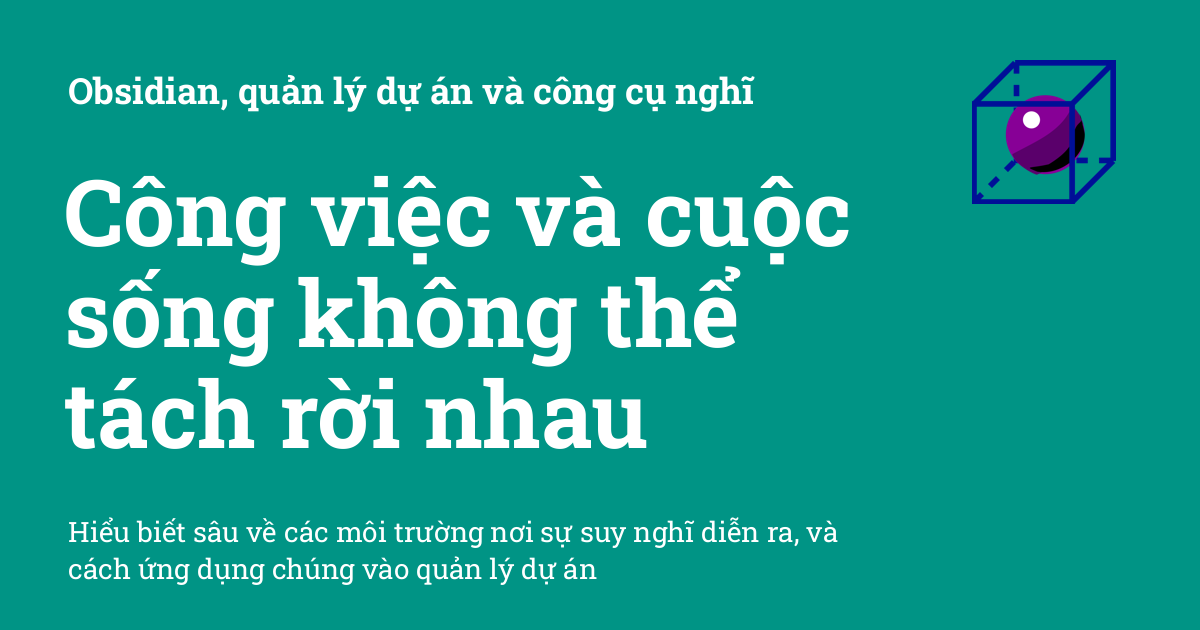 Obsidian, quản lý dự án và công cụ nghĩ
Công việc và cuộc
sống không thể
tách rời nhau
Hiểu biết sâu về các môi trường nơi sự suy nghĩ diễn ra, và
cách ứng dụng chúng vào quản lý dự án